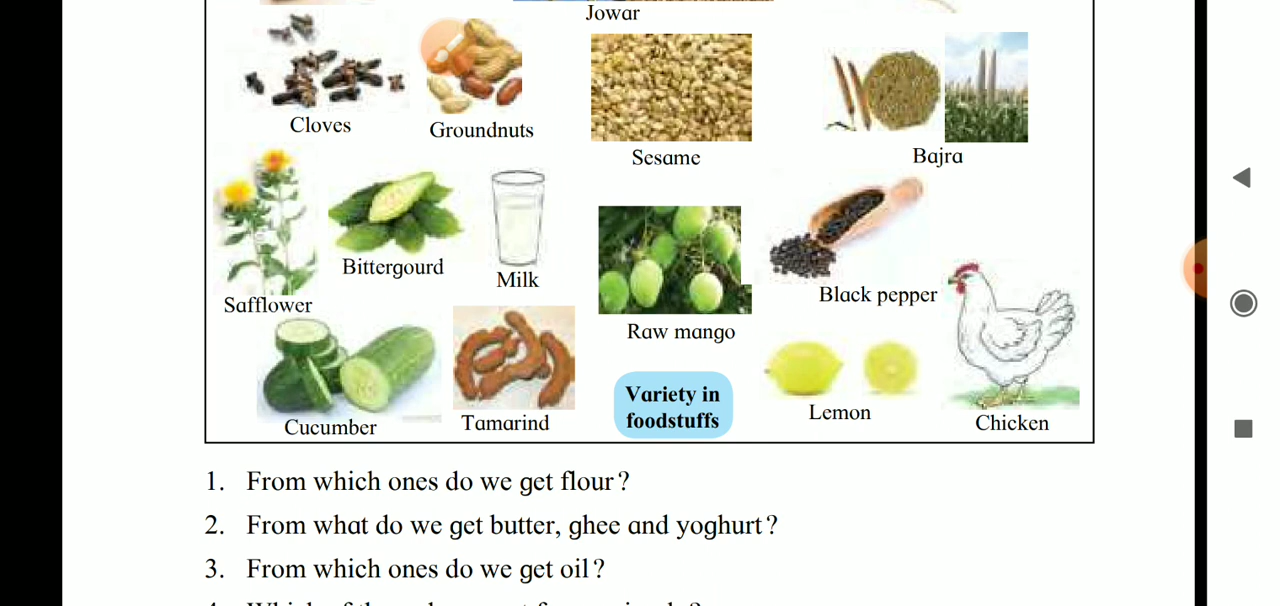 Jowar
Cloves
Groundnuts
Sesame
Bajra
Safflower
Bittergourd
Milk
Raw mango
Black pepper
Cucumber
Tamarind
Variety in
foodstuffs
Lemon
Chicken
1. From which ones do we get flour?
2. From what do we get butter, ghee and yoghurt?
3. From which ones do we get oil?